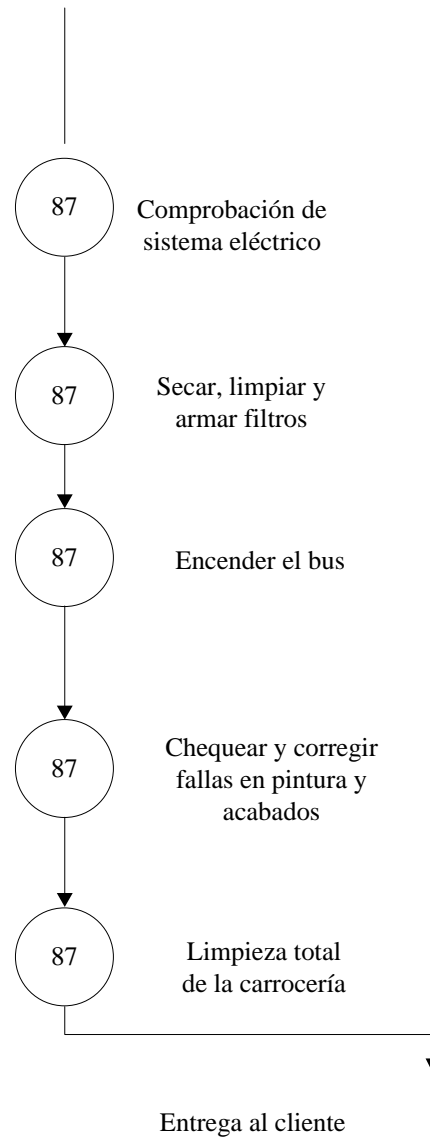 87
Comprobación de
sistema eléctrico
87
Secar, limpiar y
armar filtros
87
Encender el bus
87
Chequear y corregir
fallas en pintura y
acabados
87
Limpieza total
de la carrocería
Entrega al cliente